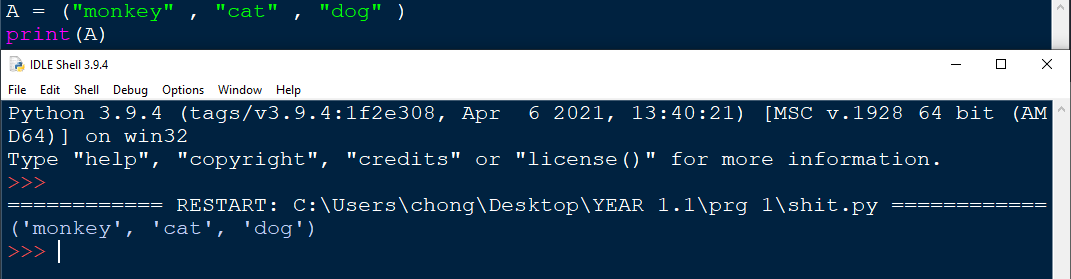 A = ("monkey" , "cat" , "dog" )
print(A)
IDLE Shell 3.9.4
File Edit Shell Debug Options Window Help
Python 3.9.4 (tags/v3.9.4:1f2e308, Apr  6 2021, 13:40:21) [MSC v.1928 64 bit (AM
D64)] on win32
Type "help", "copyright", "credits" or "license()" for more information.
>>>
============ RESTART: C:\Users\chong\Desktop\YEAR 1.1\prg 1\shit.py ============
('monkey', 'cat', 'dog')
>>>